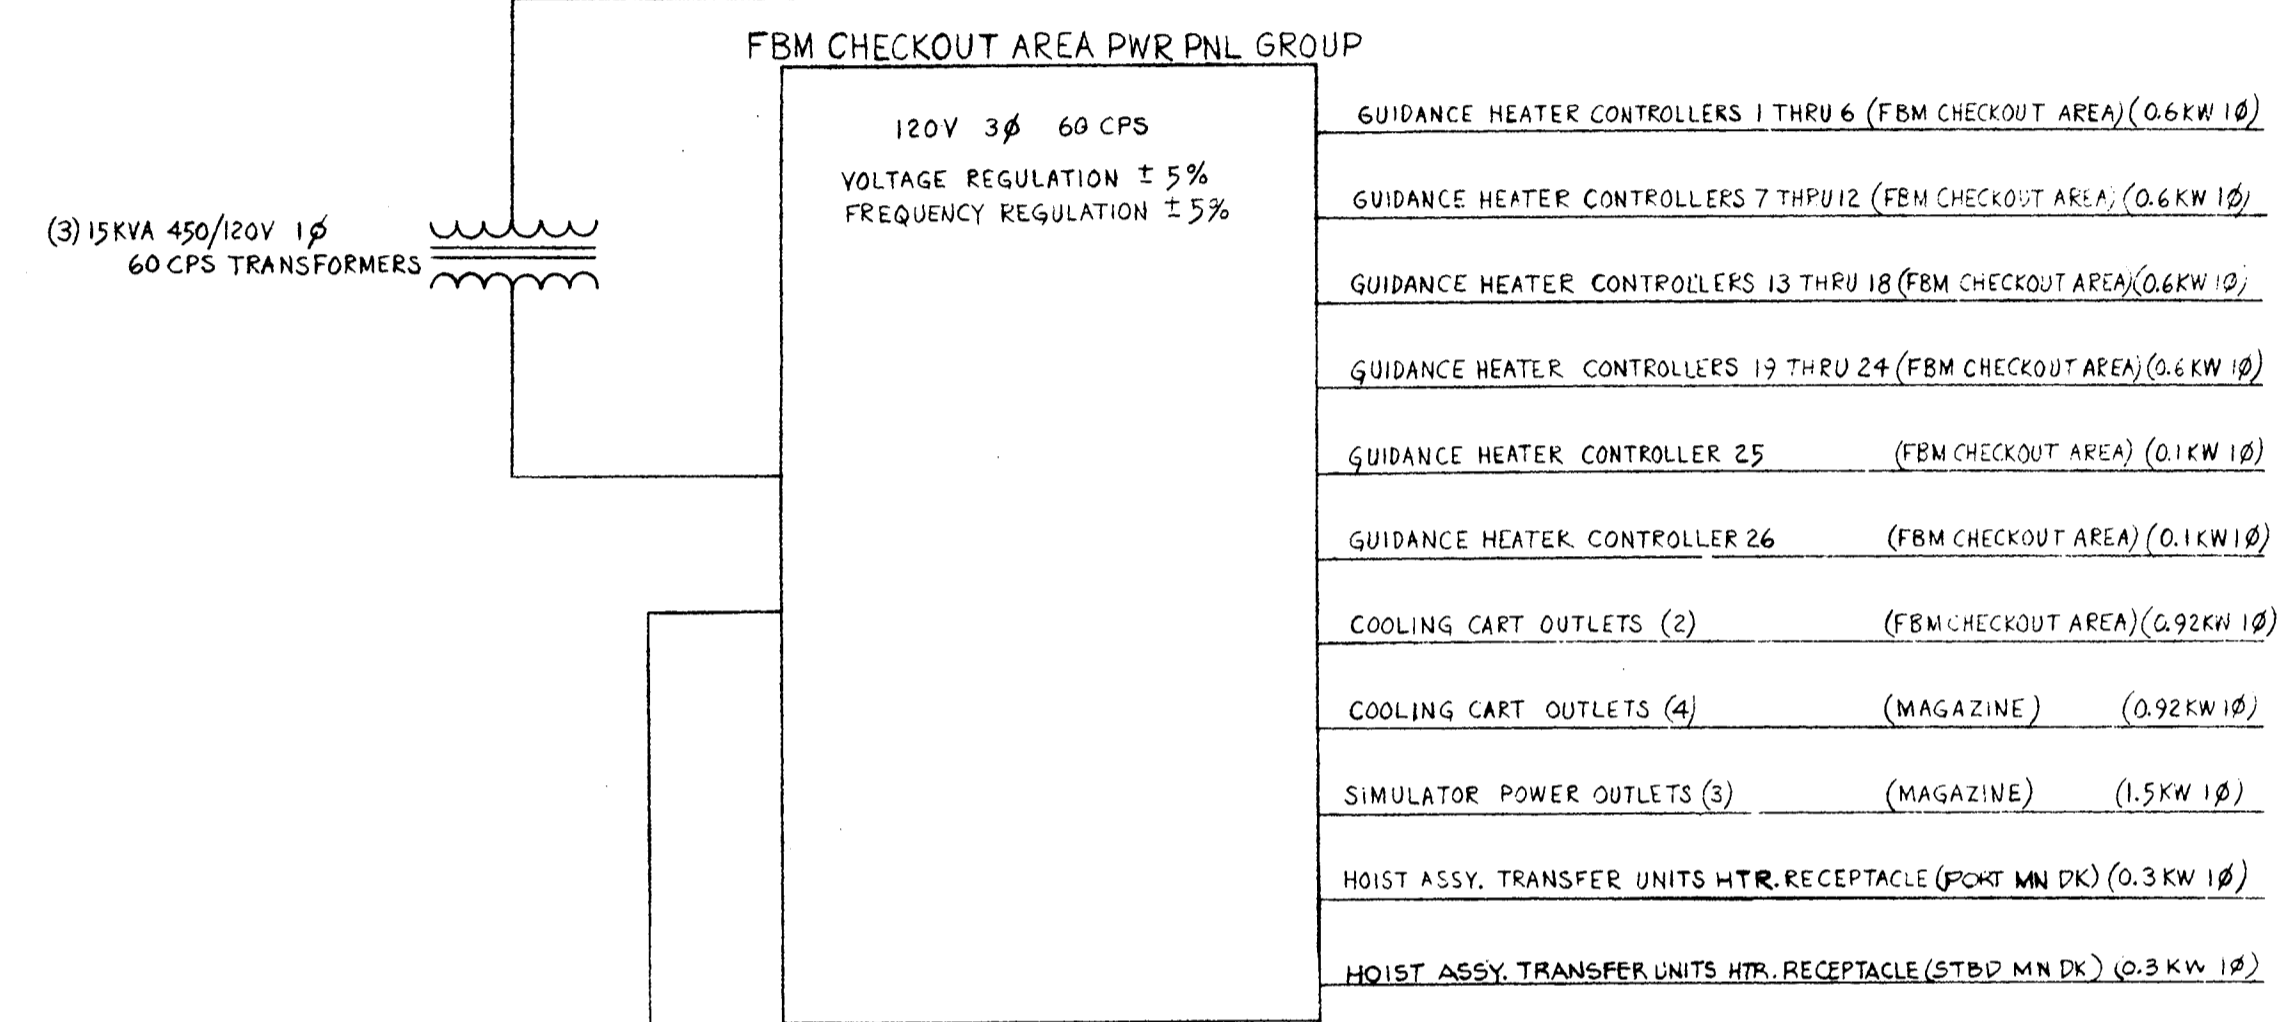 FBM CHECKOUT AREA PWR PNL GROUP
120V 3Ø 60 CPS
VOLTAGE REGULATION ± 5%
FREQUENCY REGULATION ± 5%
(3) 15KVA 450/120V 1Ø
60 CPS TRANSFORMERS
GUIDANCE HEATER CONTROLLERS 1 THRU 6 (FBM CHECKOUT AREA) (0.6KW 1Ø)
GUIDANCE HEATER CONTROLLERS 7 THRU 12 (FBM CHECKOUT AREA) (0.6KW 1Ø)
GUIDANCE HEATER CONTROLLERS 13 THRU 18 (FBM CHECKOUT AREA) (0.6KW 1Ø)
GUIDANCE HEATER CONTROLLERS 19 THRU 24 (FBM CHECKOUT AREA) (0.6KW 1Ø)
GUIDANCE HEATER CONTROLLER 25 (FBM CHECKOUT AREA) (0.1KW 1Ø)
GUIDANCE HEATER CONTROLLER 26 (FBM CHECKOUT AREA) (0.1KW 1Ø)
COOLING CART OUTLETS (2) (FBM CHECKOUT AREA) (0.92KW 1Ø)
COOLING CART OUTLETS (4) (MAGAZINE) (0.92KW 1Ø)
SIMULATOR POWER OUTLETS (3) (MAGAZINE) (1.5KW 1Ø)
HOIST ASSY. TRANSFER UNITS HTR. RECEPTACLE (PORT MN DK) (0.3KW 1Ø)
HOIST ASSY. TRANSFER UNITS HTR. RECEPTACLE (STBD MN DK) (0.3KW 1Ø)